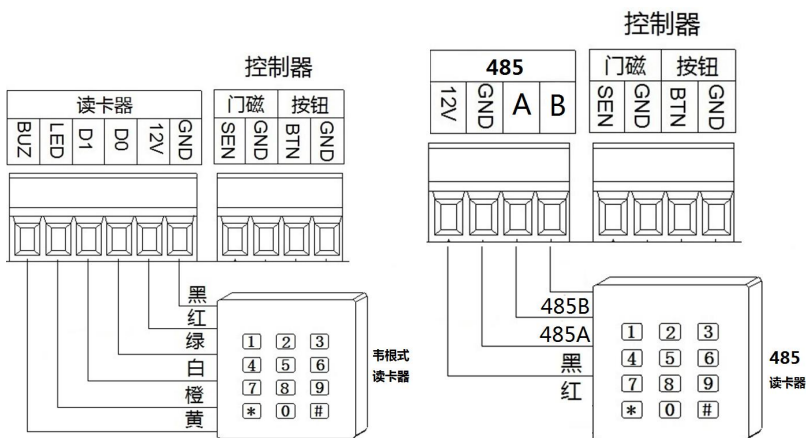 控制器
读卡器
门磁 按钮
BUZ LED D1 D0 12V GND
SEN GND BTN GND
黑
红
绿
白
橙
黄
1 2 3
4 5 6
7 8 9
* 0 #
韦根式
读卡器
控制器
485
门磁 按钮
12V GND A B
SEN GND BTN GND
485B
485A
黑
红
1 2 3
4 5 6
7 8 9
* 0 #
485
读卡器